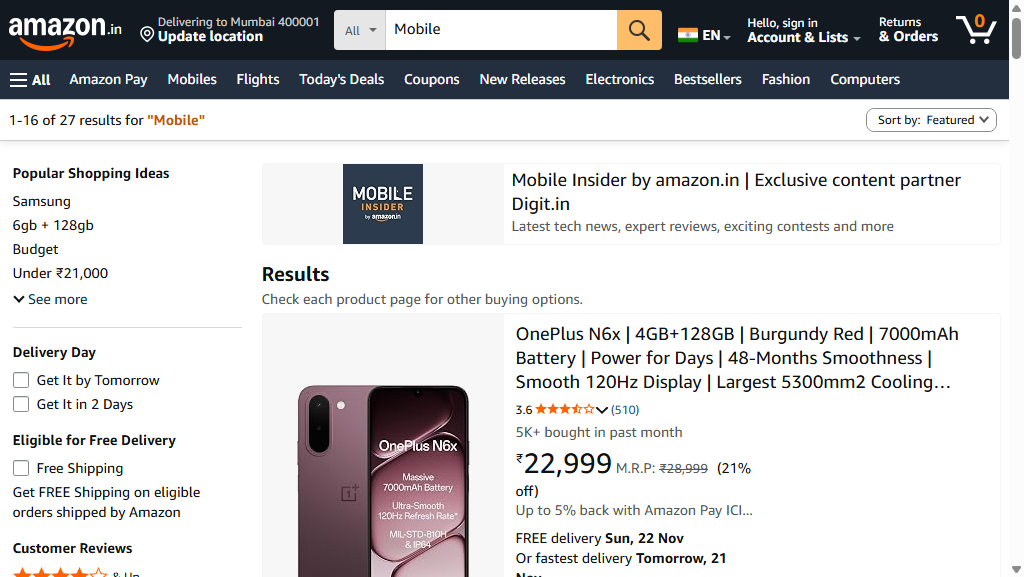 amazon.in
Delivering to Mumbai 400001
Update location
All
Mobile
EN
Hello, sign in
Account & Lists
Returns
& Orders
0
All
Amazon Pay
Mobiles
Flights
Today's Deals
Coupons
New Releases
Electronics
Bestsellers
Fashion
Computers
1-16 of 27 results for "Mobile"
Sort by: Featured
Popular Shopping Ideas
Samsung
6gb + 128gb
Budget
Under ₹21,000
See more
Delivery Day
Get It by Tomorrow
Get It in 2 Days
Eligible for Free Delivery
Free Shipping
Get FREE Shipping on eligible
orders shipped by Amazon
Customer Reviews
& Up
MOBILE
INSIDER
by amazon.in
Mobile Insider by amazon.in | Exclusive content partner
Digit.in
Latest tech news, expert reviews, exciting contests and more
Results
Check each product page for other buying options.
OnePlus N6x
Massive
7000mAh Battery
Ultra-Smooth
120Hz Refresh Rate*
MIL-STD-810H
& IP64
OnePlus N6x | 4GB+128GB | Burgundy Red | 7000mAh
Battery | Power for Days | 48-Months Smoothness |
Smooth 120Hz Display | Largest 5300mm2 Cooling…
3.6 (510)
5K+ bought in past month
₹22,999 M.R.P: ₹28,999 (21%
off)
Up to 5% back with Amazon Pay ICI…
FREE delivery Sun, 22 Nov
Or fastest delivery Tomorrow, 21
Nov